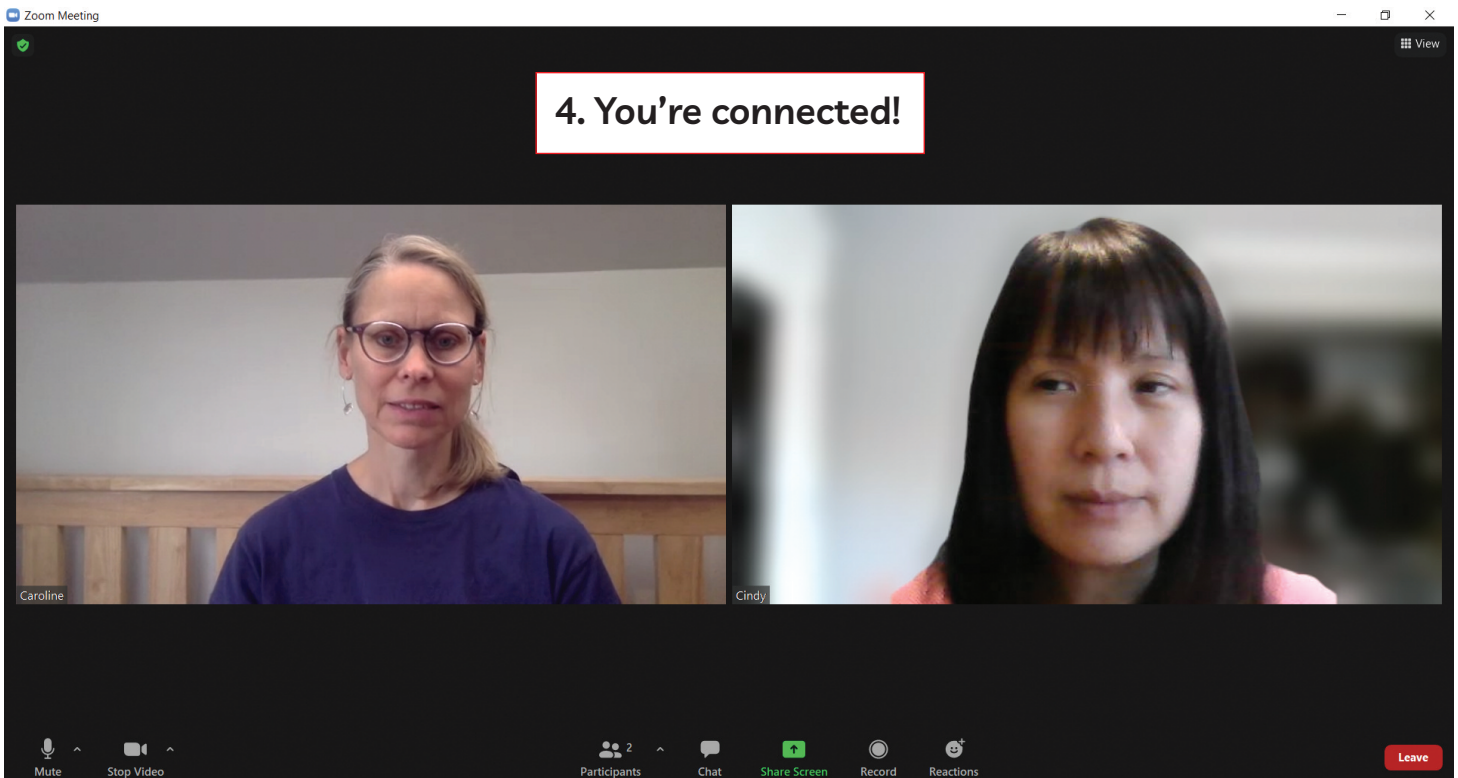 Zoom Meeting
View
4. You’re connected!
Caroline
Cindy
Mute
Stop Video
2
Participants
Chat
Share Screen
Record
Reactions
Leave